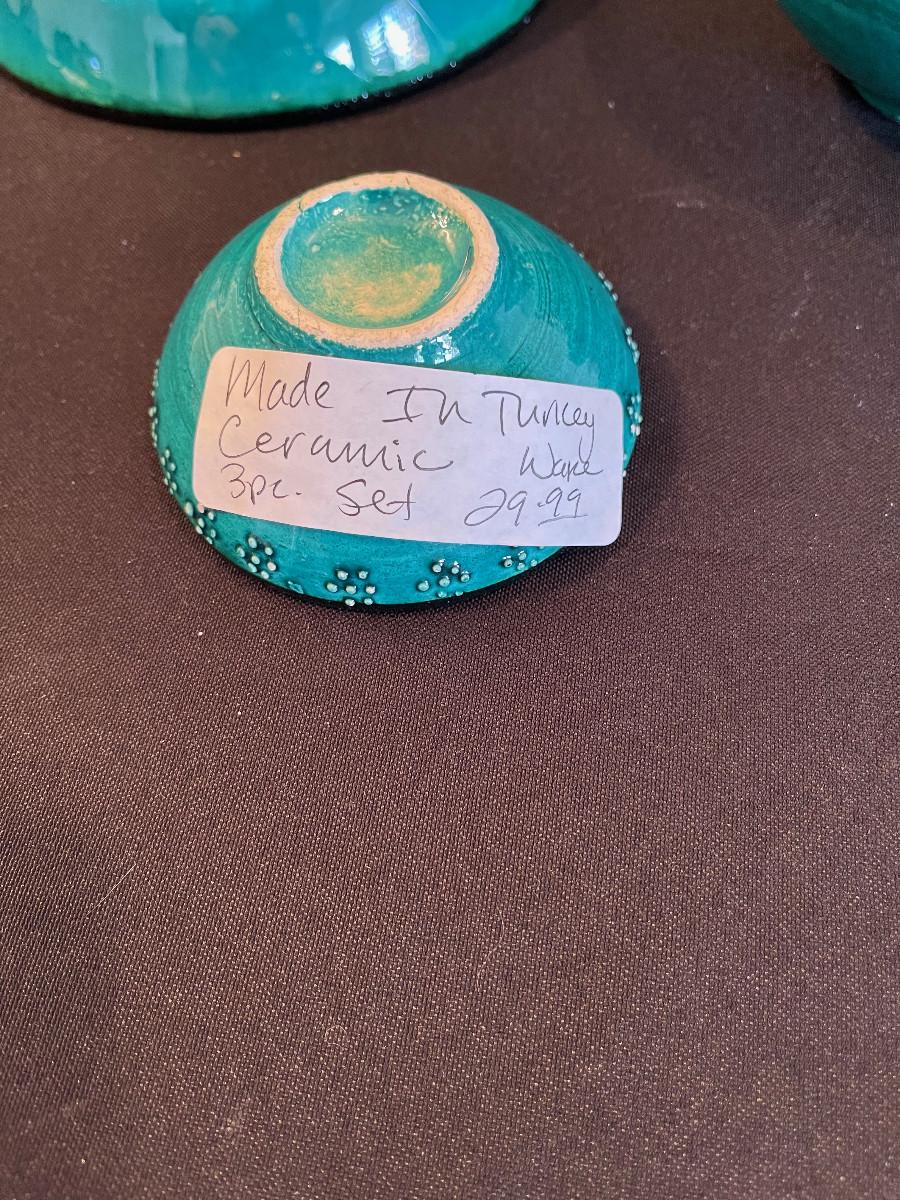 Made In Turkey
Ceramic Ware
3pc. Set 29.99